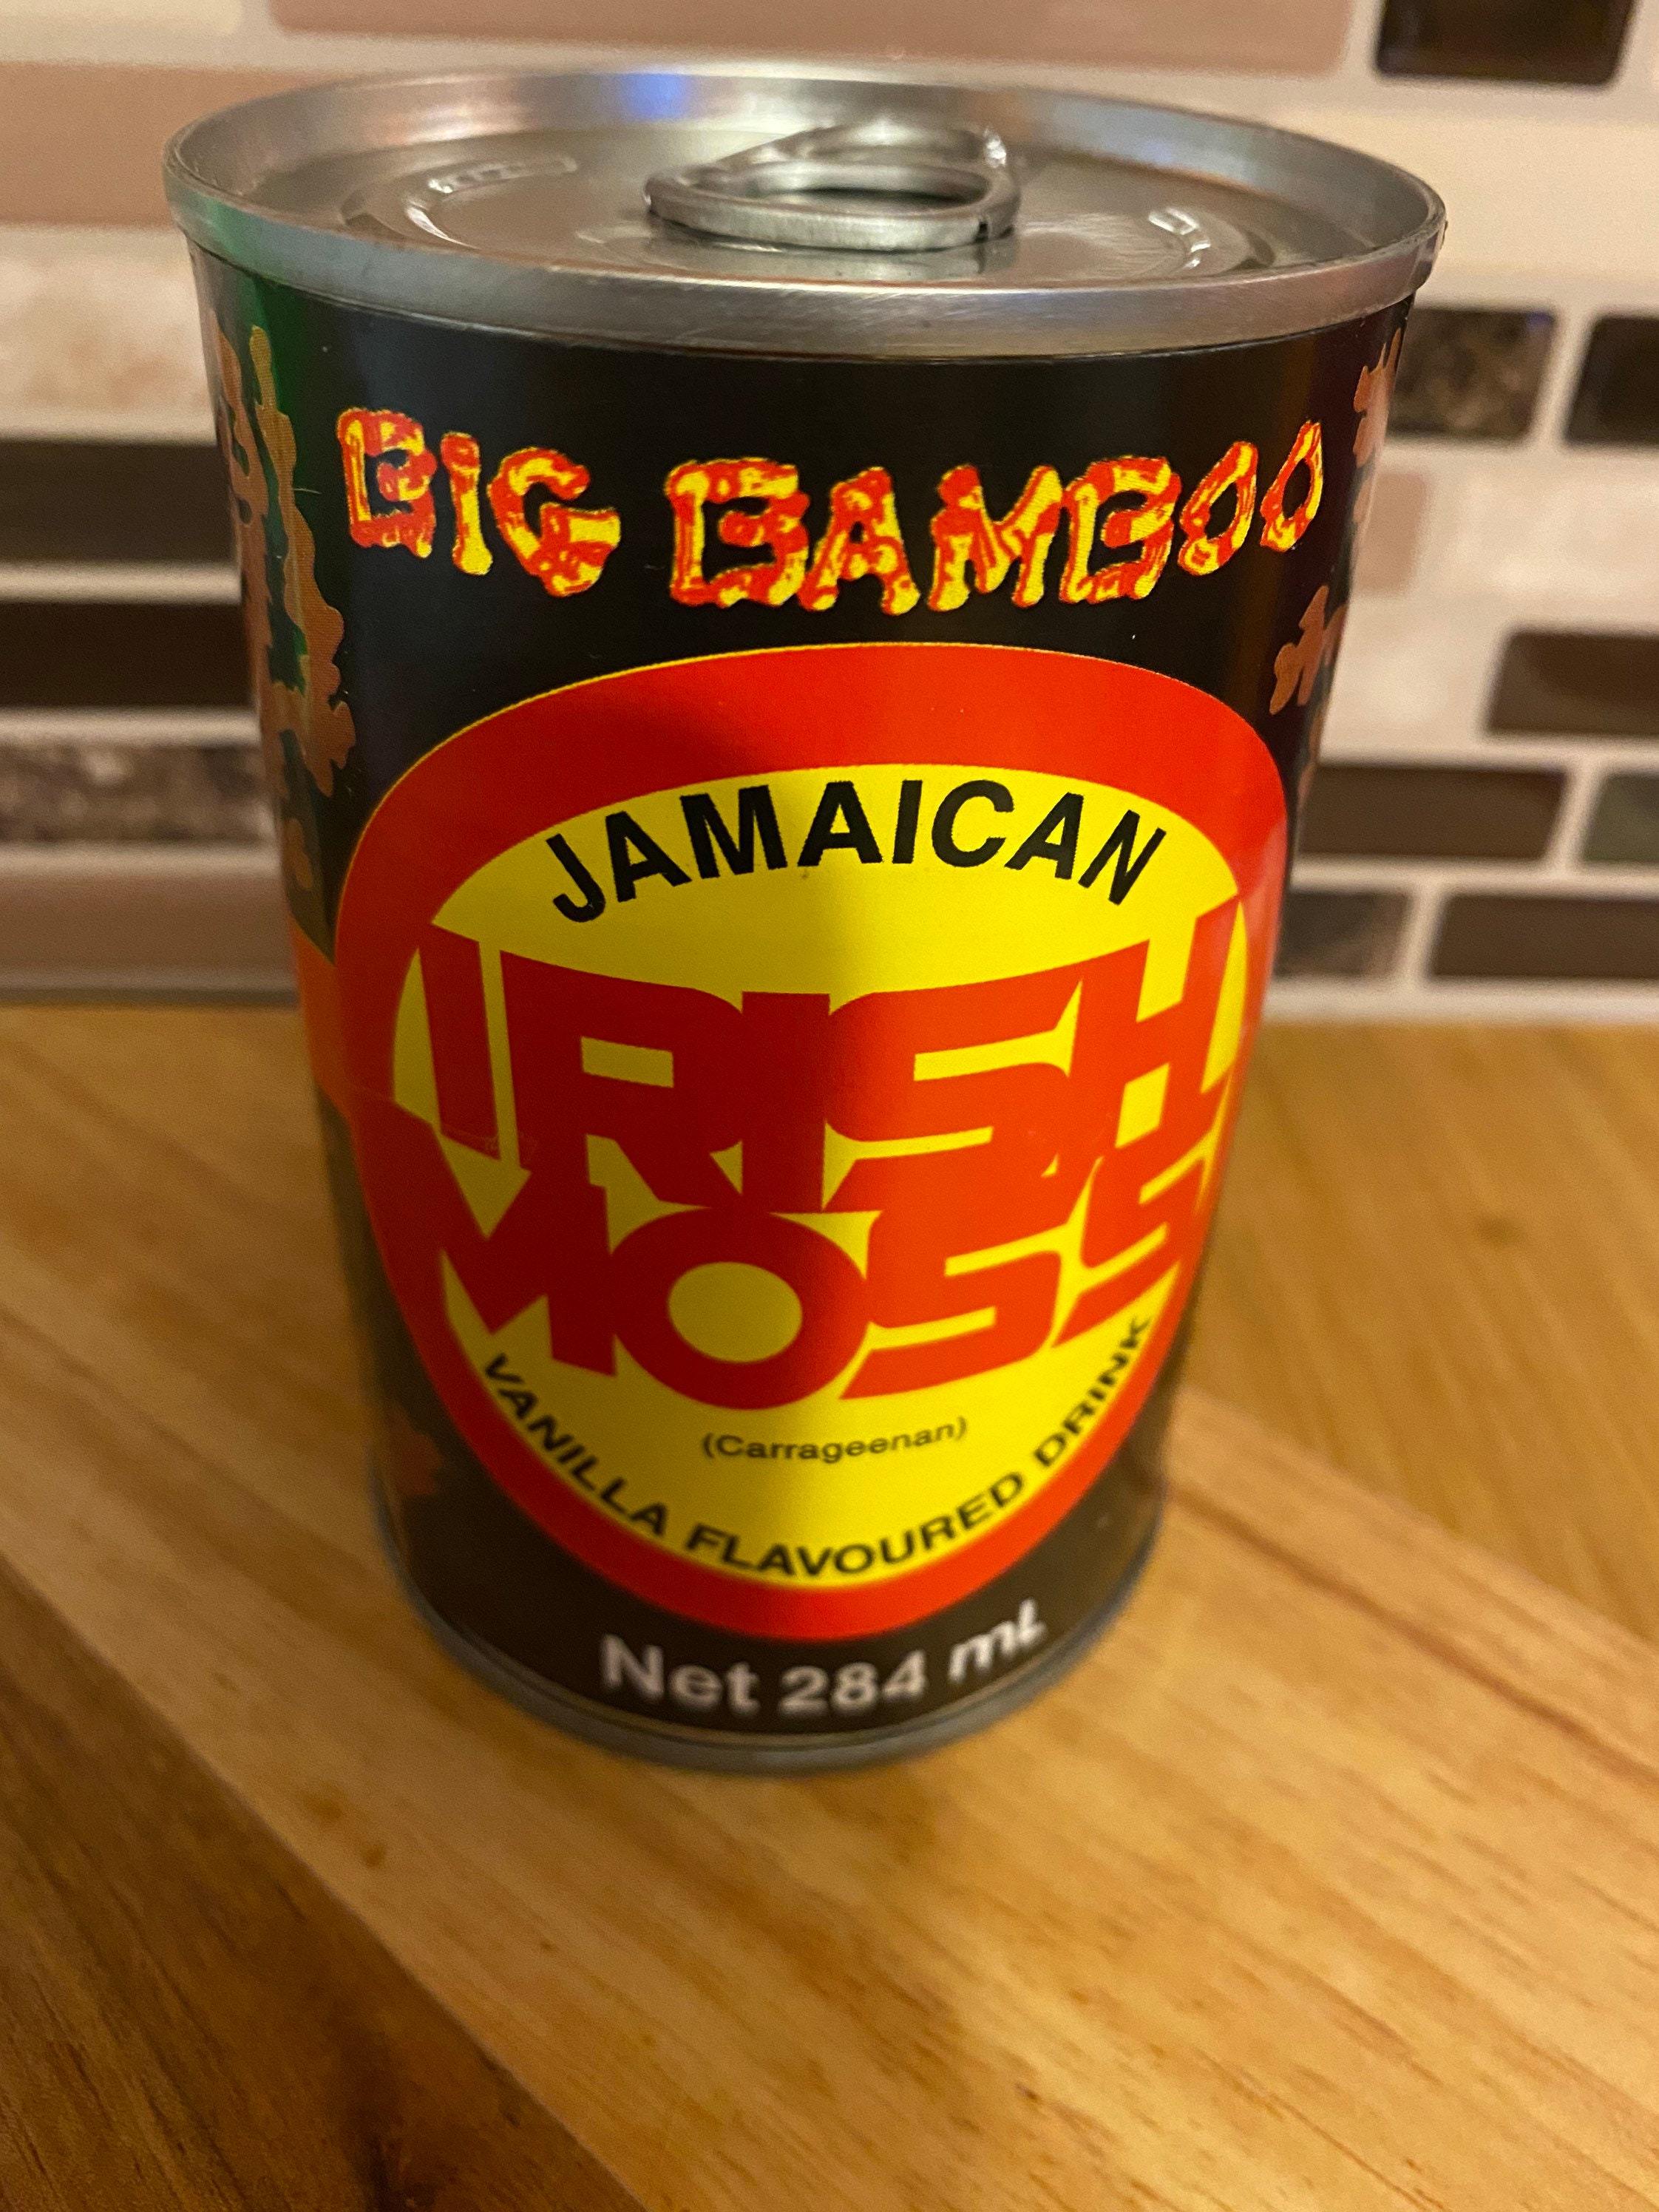 BIG BAMBOO
JAMAICAN
IRISH
MOSS
(Carrageenan)
VANILLA FLAVOURED DRINK
Net 284 mL